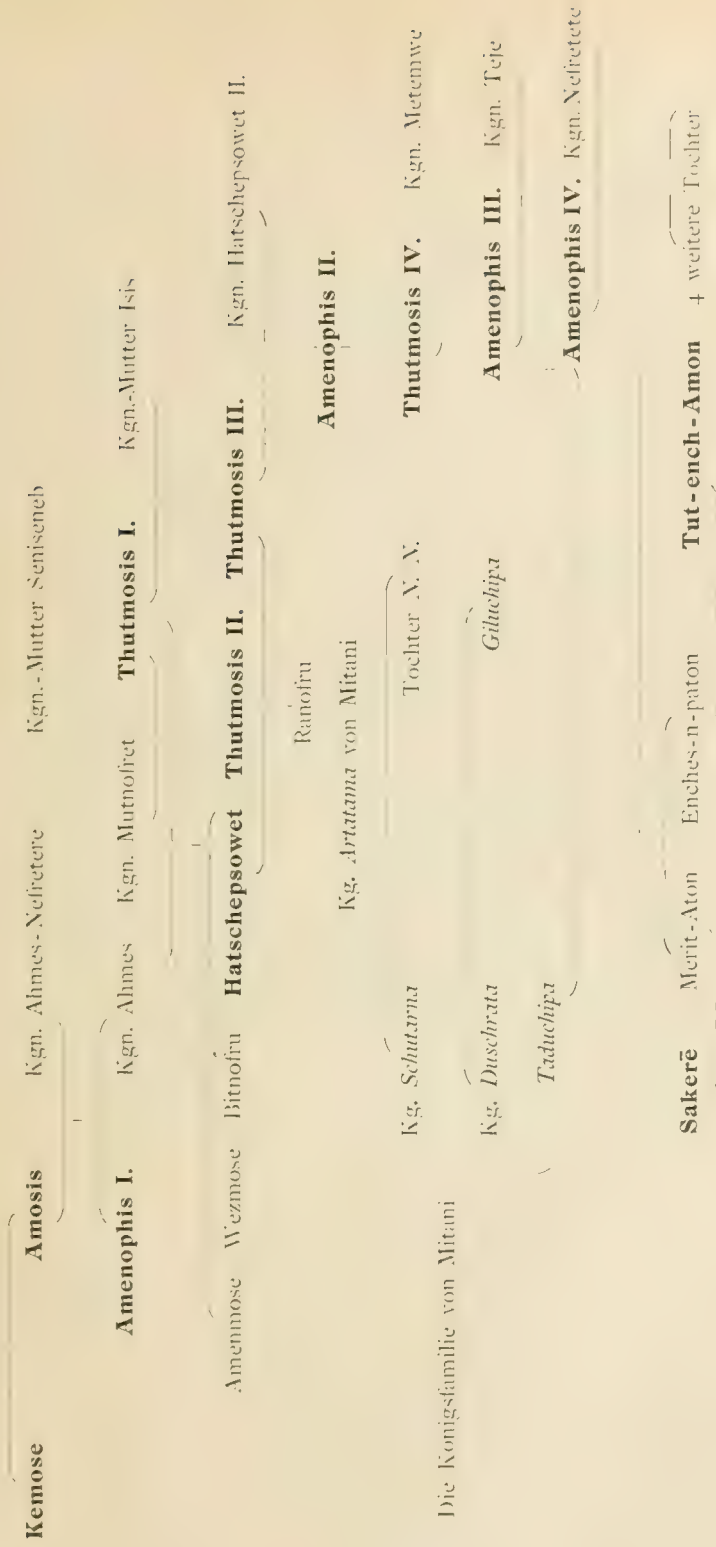 Kemose Amosis Kgn. Ahmes-Nefretere Kgn.-Mutter Seniseneb
Amenophis I. Kgn. Ahmes Kgn. Mutnofret Thutmosis I. Kgn.-Mutter Isis
Amenmose Wezmose Bitnofru Hatschepsowet Thutmosis II. Thutmosis III. Kgn. Hatschepsowet II.
Ranofru Amenophis II.
Kg. Artatama von Mitani
Kg. Schutarna Tochter N. N. Thutmosis IV. Kgn. Metemwe
Die Königsfamilie von Mitani
Kg. Duschrata Giluchipa Amenophis III. Kgn. Teje
Taduchipa Amenophis IV. Kgn. Nefretete
Sakerē Merit-Aton Enches-n-paton Tut-ench-Amon + weitere Töchter